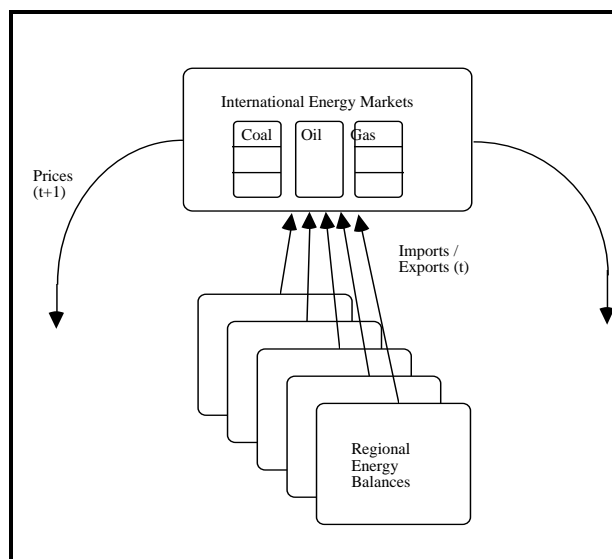 International Energy Markets
Coal Oil Gas
Prices
(t+1)
Imports /
Exports (t)
Regional
Energy
Balances